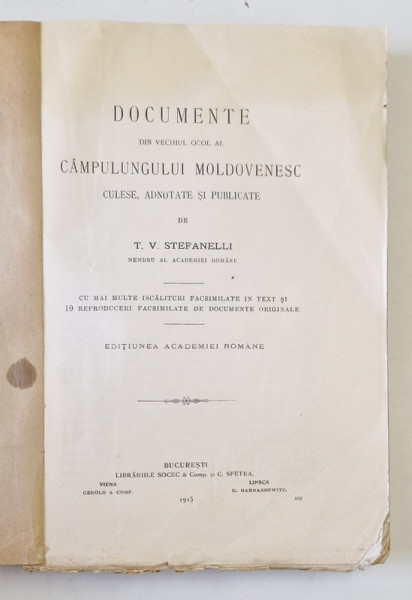 DOCUMENTE
DIN VECHIUL OCOL AL
CÂMPULUNGULUI MOLDOVENESC
CULESE, ADNOTATE ȘI PUBLICATE
DE
T. V. STEFANELLI
MEMBRU AL ACADEMIEI ROMÂNE
CU MAI MULTE ISCĂLITURI FACSIMILATE IN TEXT ȘI
19 REPRODUCERI FACSIMILATE DE DOCUMENTE ORIGINALE.
EDIȚIUNEA ACADEMIEI ROMÂNE
BUCUREȘTI
LIBRĂRIILE SOCEC & Comp. și C. SFETEA,
VIENA
GEROLD & COMP.
LIPSCA
O. HARRASSOWITZ.
1915